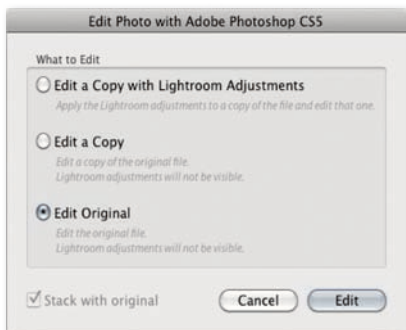 Edit Photo with Adobe Photoshop CS5
What to Edit
Edit a Copy with Lightroom Adjustments
Apply the Lightroom adjustments to a copy of the file and edit that one.
Edit a Copy
Edit a copy of the original file.
Lightroom adjustments will not be visible.
Edit Original
Edit the original file.
Lightroom adjustments will not be visible.
Stack with original
Cancel
Edit